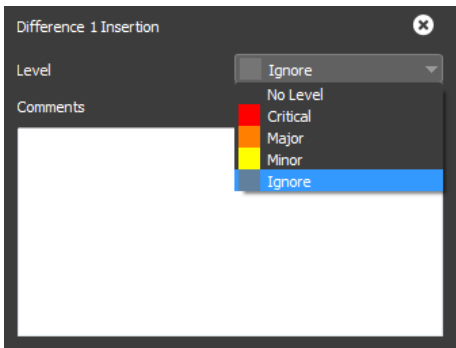 Difference 1 Insertion
Level
Ignore
No Level
Comments
Critical
Major
Minor
Ignore